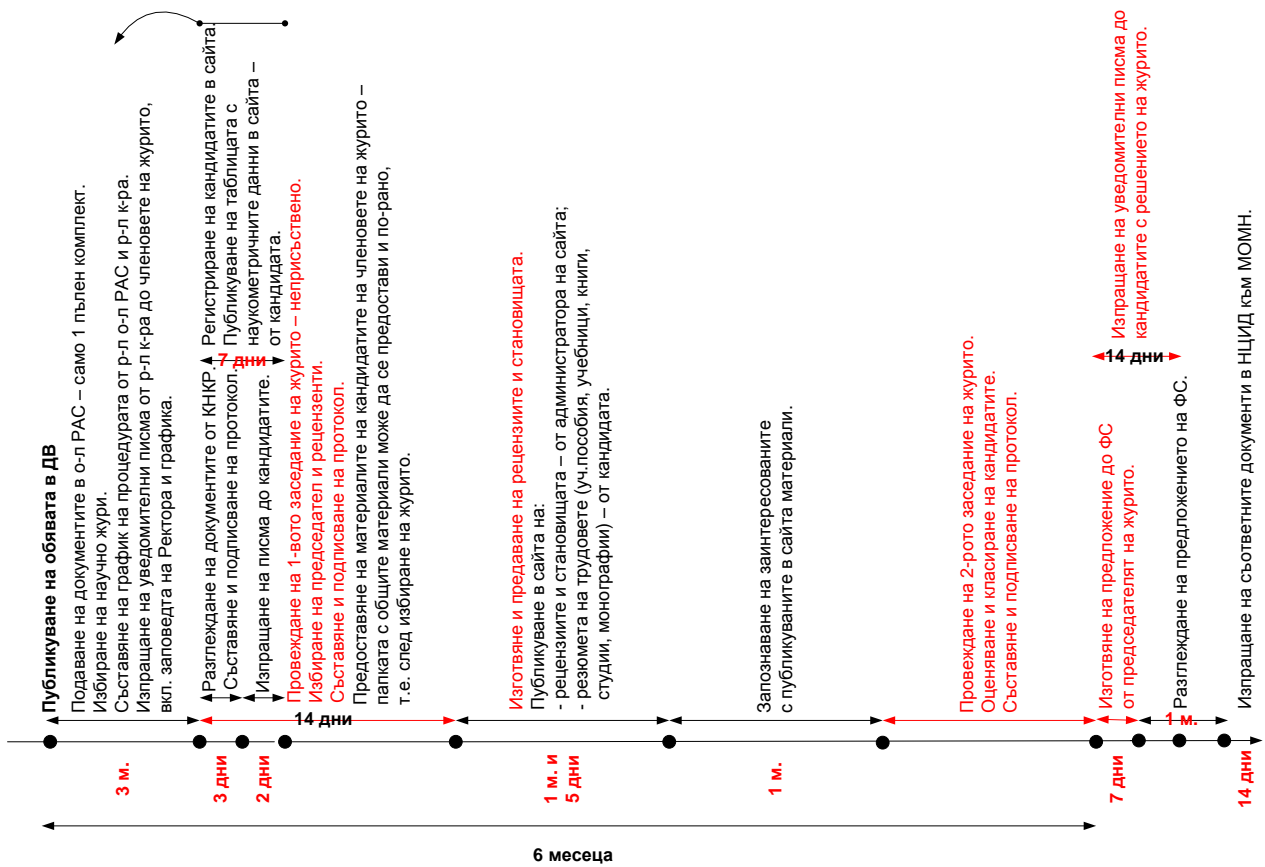 Публикуване на обявата в ДВ
Подаване на документите в о-л РАС – само 1 пълен комплект.
Избиране на научно жури.
Съставяне на график на процедурата от р-л о-л РАС и р-л к-ра.
Изпращане на уведомителни писма от р-л к-ра до членовете на журито,
вкл. заповедта на Ректора и графика.
3 м.
Разглеждане на документите от КНКР.
Съставяне и подписване на протокол.
3 дни
Изпращане на писма до кандидатите.
2 дни
7 дни
Регистриране на кандидатите в сайта.
Публикуване на таблицата с
наукометричните данни в сайта –
от кандидата.
Провеждане на 1-вото заседание на журито – неприсъствено.
Избиране на председател и рецензенти.
Съставяне и подписване на протокол.
Предоставяне на материалите на кандидатите на членовете на журито –
папката с общите материали може да се предостави и по-рано,
т.е. след избиране на журито.
14 дни
Изготвяне и предаване на рецензиите и становищата.
Публикуване в сайта на:
- рецензиите и становищата – от администратора на сайта;
- резюмета на трудовете (уч.пособия, учебници, книги,
студии, монографии) – от кандидата.
1 м. и
5 дни
Запознаване на заинтересованите
с публикуваните в сайта материали.
1 м.
Провеждане на 2-рото заседание на журито.
Оценяване и класиране на кандидатите.
Съставяне и подписване на протокол.
Изготвяне на предложение до ФС
от председателят на журито.
7 дни
14 дни
Изпращане на уведомителни писма до
кандидатите с решението на журито.
Разглеждане на предложението на ФС.
1 м.
Изпращане на съответните документи в НЦИД към МОМН.
14 дни
6 месеца